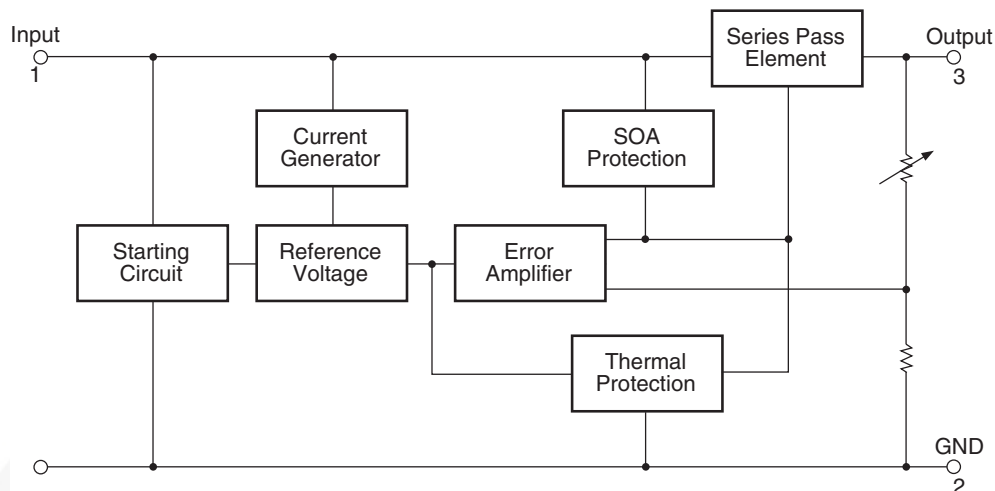 Input
1
Series Pass
Element
Output
3
Current
Generator
SOA
Protection
Starting
Circuit
Reference
Voltage
Error
Amplifier
Thermal
Protection
GND
2